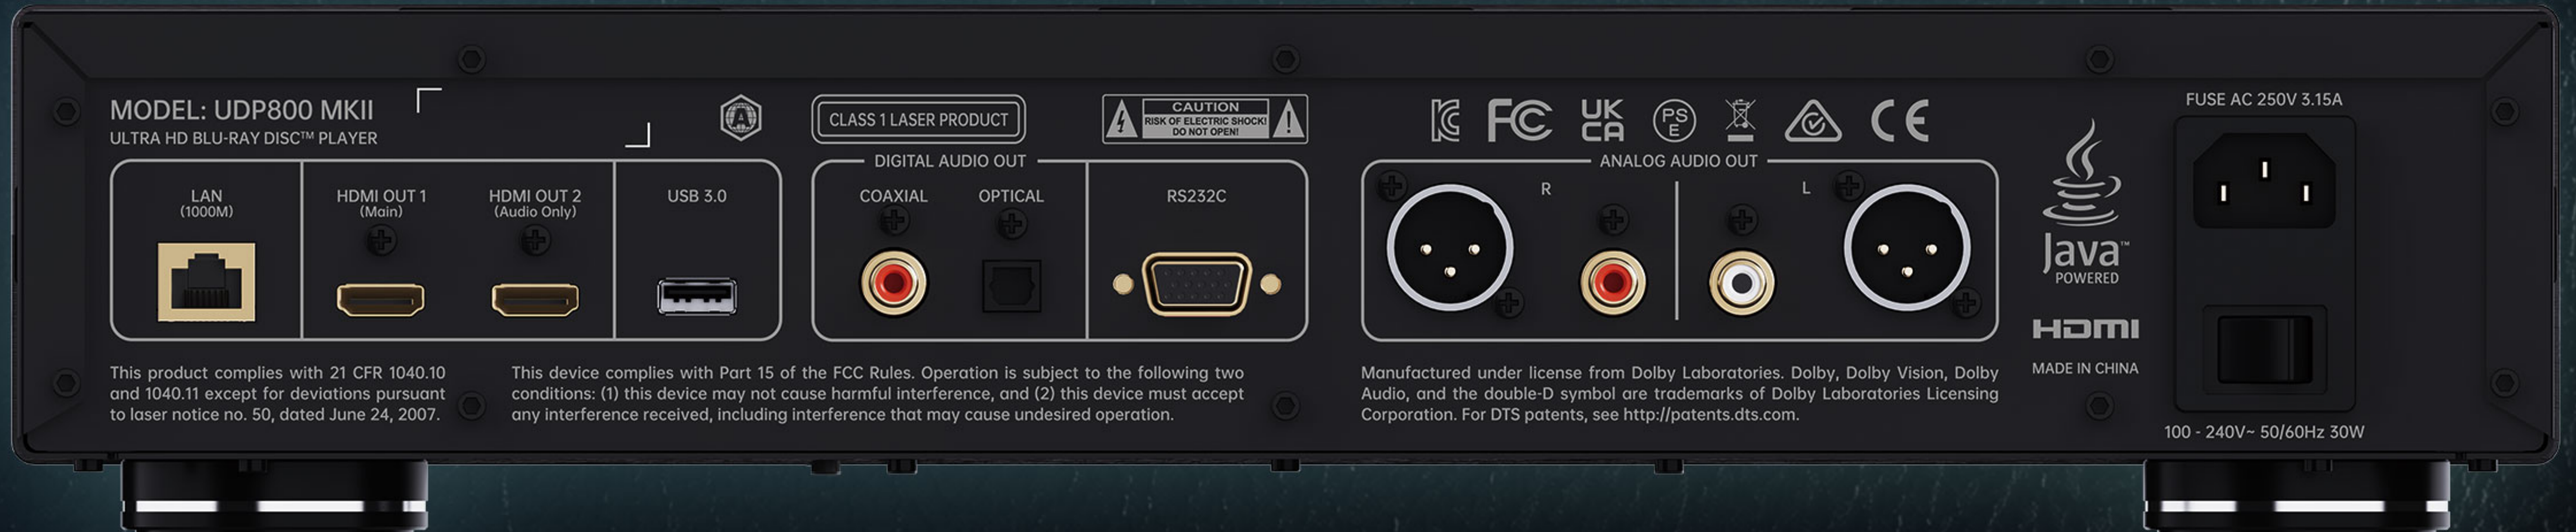 MODEL: UDP800 MKII
ULTRA HD BLU-RAY DISC™ PLAYER
A
CLASS 1 LASER PRODUCT
CAUTION
RISK OF ELECTRIC SHOCK!
DO NOT OPEN!
FC
UK
CA
PS
E
CE
FUSE AC 250V 3.15A
LAN
(1000M)
HDMI OUT 1
(Main)
HDMI OUT 2
(Audio Only)
USB 3.0
DIGITAL AUDIO OUT
COAXIAL
OPTICAL
RS232C
ANALOG AUDIO OUT
R
L
Java™
POWERED
HDMI
MADE IN CHINA
This product complies with 21 CFR 1040.10
and 1040.11 except for deviations pursuant
to laser notice no. 50, dated June 24, 2007.
This device complies with Part 15 of the FCC Rules. Operation is subject to the following two
conditions: (1) this device may not cause harmful interference, and (2) this device must accept
any interference received, including interference that may cause undesired operation.
Manufactured under license from Dolby Laboratories. Dolby, Dolby Vision, Dolby
Audio, and the double-D symbol are trademarks of Dolby Laboratories Licensing
Corporation. For DTS patents, see http://patents.dts.com.
100 - 240V~ 50/60Hz 30W